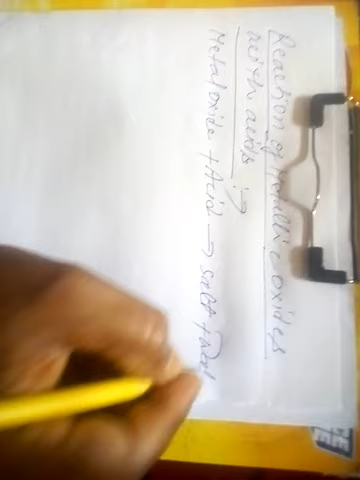 Reaction of Metallic oxides
with acids :→
Metal oxide + Acid → Salt +